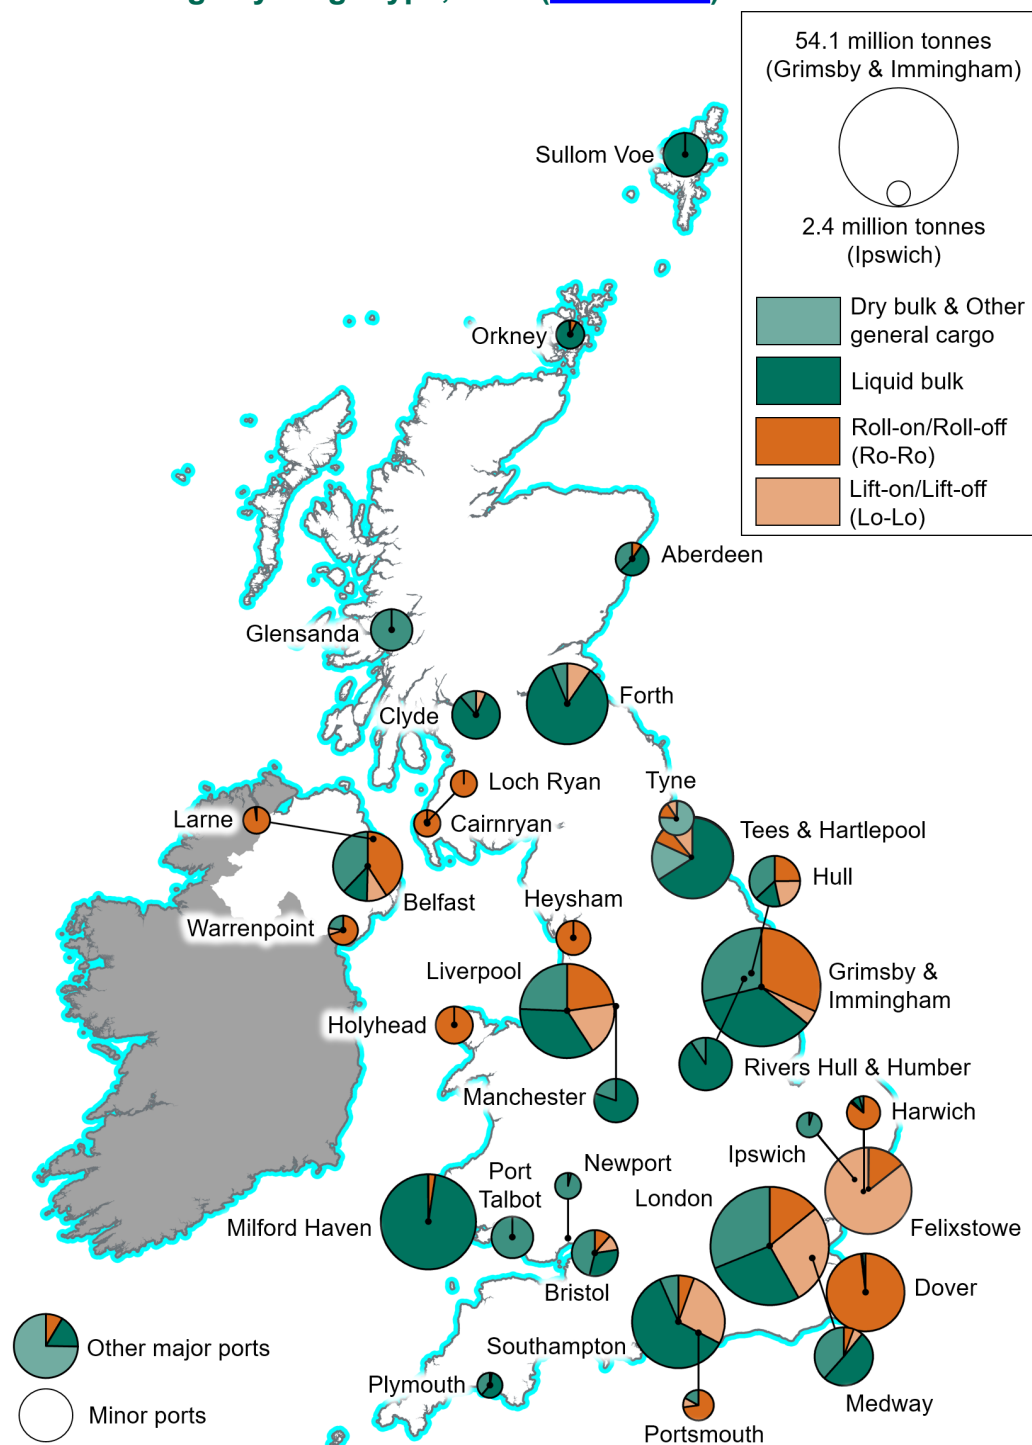 54.1 million tonnes
(Grimsby & Immingham)
2.4 million tonnes
(Ipswich)
Dry bulk & Other
general cargo
Liquid bulk
Roll-on/Roll-off
(Ro-Ro)
Lift-on/Lift-off
(Lo-Lo)
Sullom Voe
Orkney
Aberdeen
Glensanda
Forth
Clyde
Loch Ryan
Tyne
Larne
Cairnryan
Tees & Hartlepool
Hull
Belfast
Heysham
Warrenpoint
Liverpool
Grimsby &
Immingham
Holyhead
Rivers Hull & Humber
Manchester
Harwich
Ipswich
Newport
Port
Talbot
London
Milford Haven
Felixstowe
Bristol
Dover
Southampton
Other major ports
Plymouth
Medway
Minor ports
Portsmouth